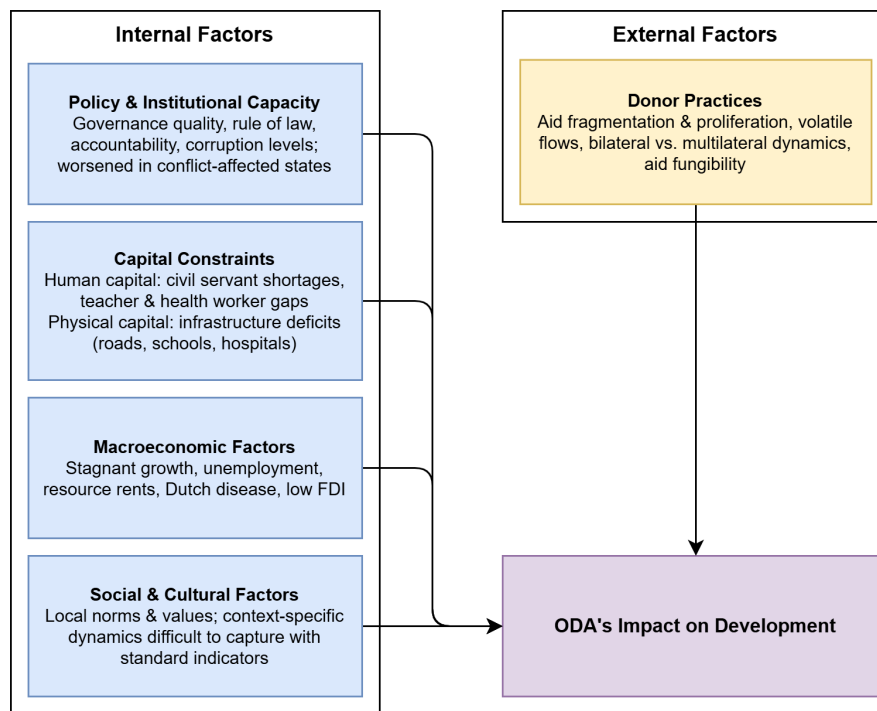 Internal Factors
Policy & Institutional Capacity
Governance quality, rule of law,
accountability, corruption levels;
worsened in conflict-affected states
Capital Constraints
Human capital: civil servant shortages,
teacher & health worker gaps
Physical capital: infrastructure deficits
(roads, schools, hospitals)
Macroeconomic Factors
Stagnant growth, unemployment,
resource rents, Dutch disease, low FDI
Social & Cultural Factors
Local norms & values; context-specific
dynamics difficult to capture with
standard indicators
External Factors
Donor Practices
Aid fragmentation & proliferation, volatile
flows, bilateral vs. multilateral dynamics,
aid fungibility
ODA's Impact on Development